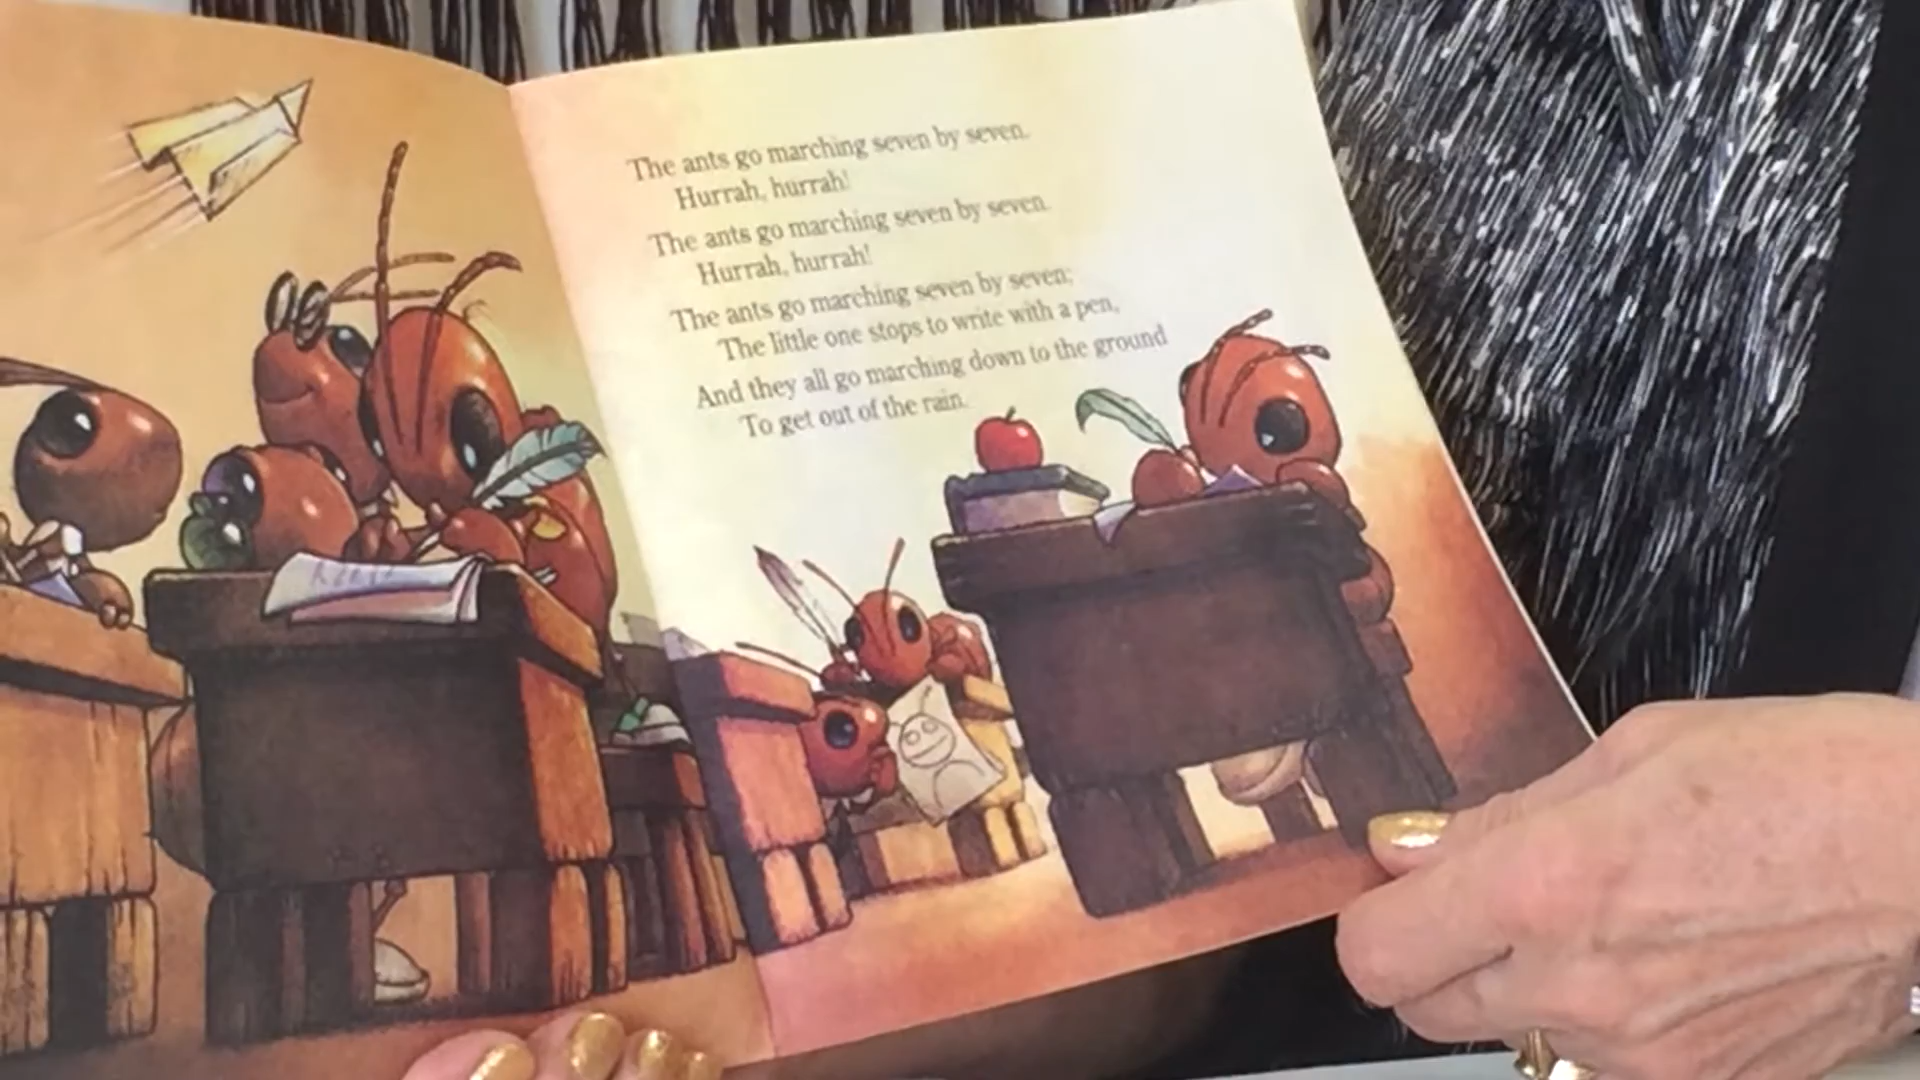 The ants go marching seven by seven.
Hurrah, hurrah!
The ants go marching seven by seven.
Hurrah, hurrah!
The ants go marching seven by seven;
The little one stops to write with a pen,
And they all go marching down to the ground
To get out of the rain.